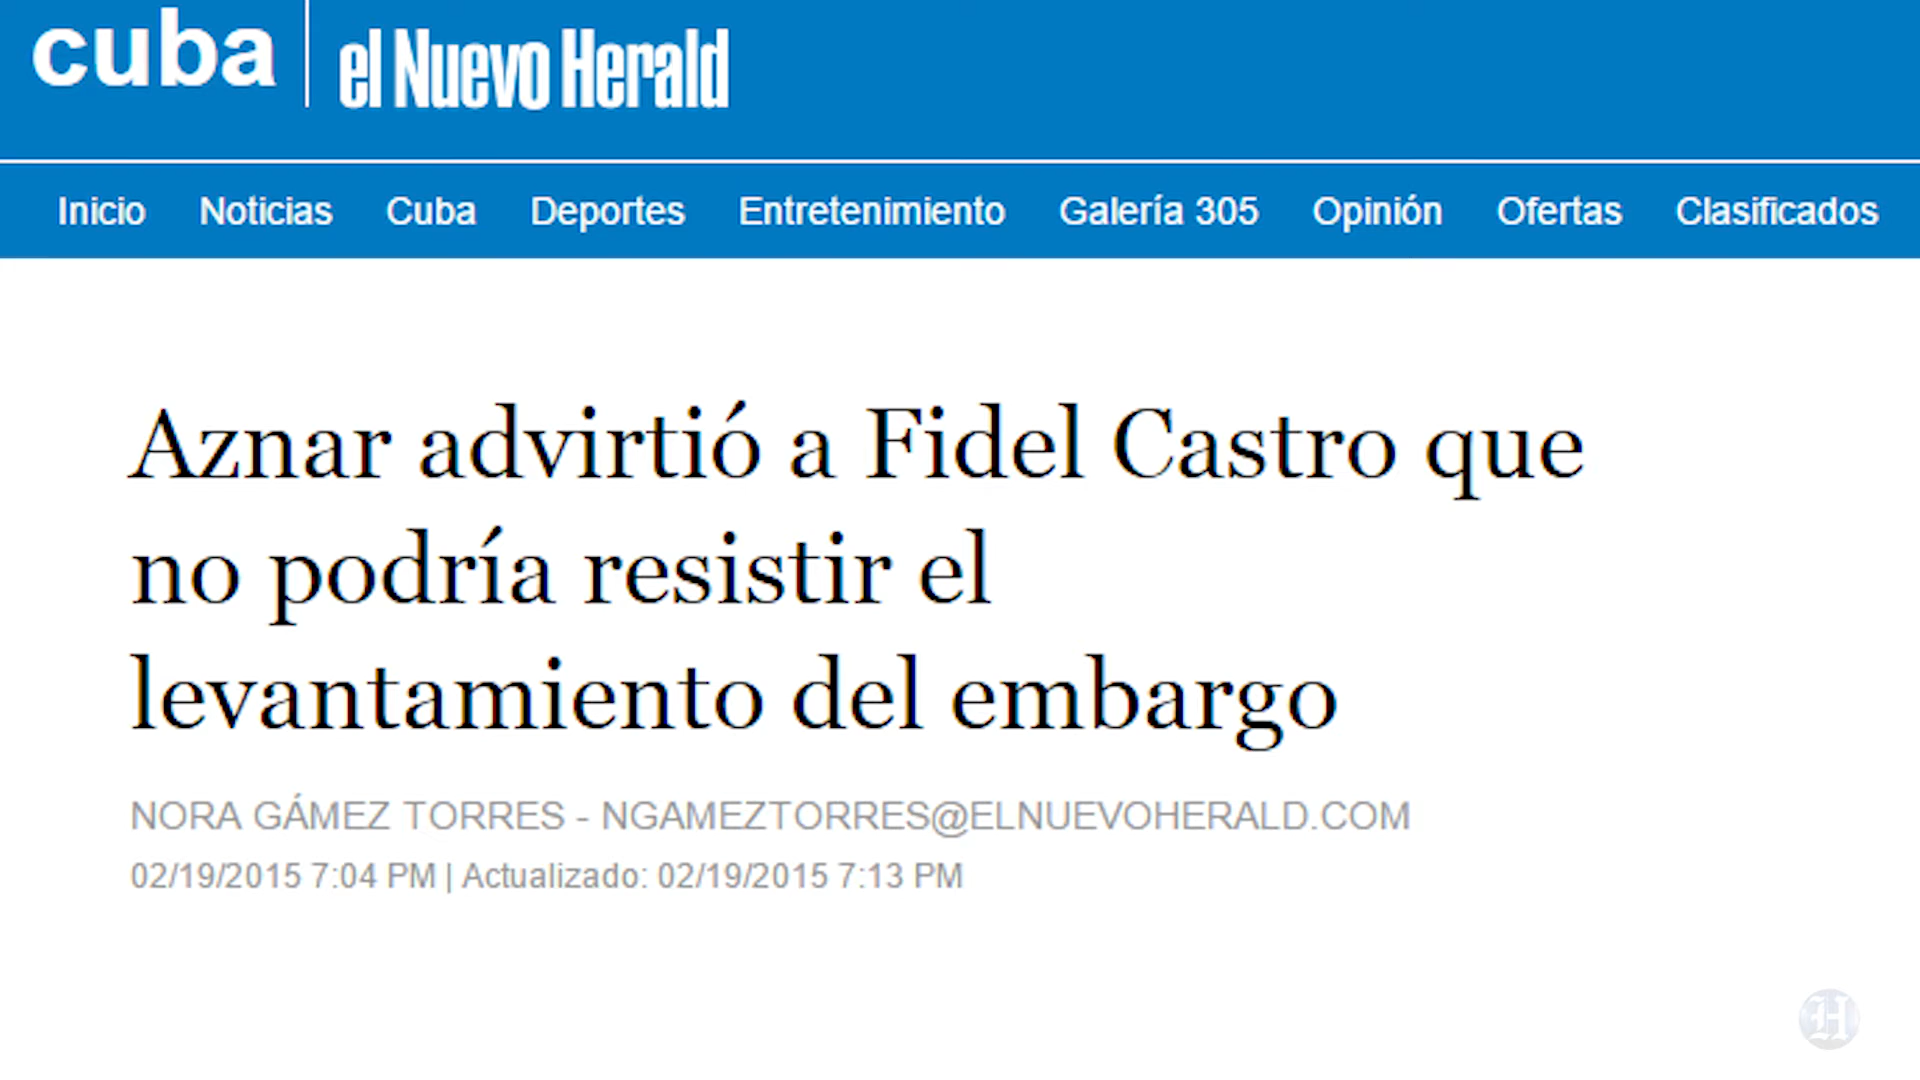 cuba | el Nuevo Herald
Inicio Noticias Cuba Deportes Entretenimiento Galería 305 Opinión Ofertas Clasificados
Aznar advirtió a Fidel Castro que
no podría resistir el
levantamiento del embargo
NORA GÁMEZ TORRES - NGAMEZTORRES@ELNUEVOHERALD.COM
02/19/2015 7:04 PM | Actualizado: 02/19/2015 7:13 PM
H